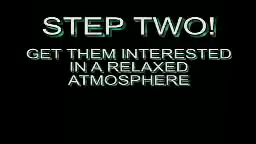 STEP TWO!
GET THEM INTERESTED
IN A RELAXED
ATMOSPHERE